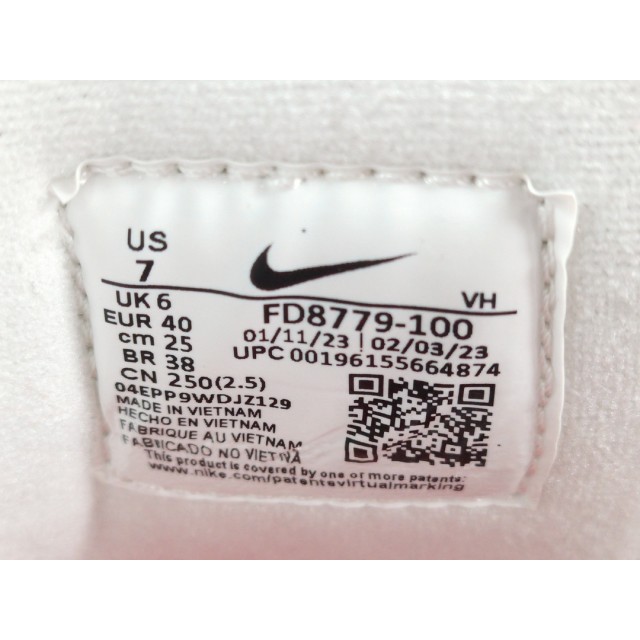 US
7
VH
UK 6
EUR 40
cm 25
BR 38
CN 250(2.5)
FD8779-100
01/11/23 | 02/03/23
UPC 00196155664874
04EPP9WDJZ129
MADE IN VIETNAM
HECHO EN VIETNAM
FABRIQUE AU VIETNAM
FABRICADO NO VIETNA
This product is covered by one or more patents:
www.nike.com/patentsvirtualmarking